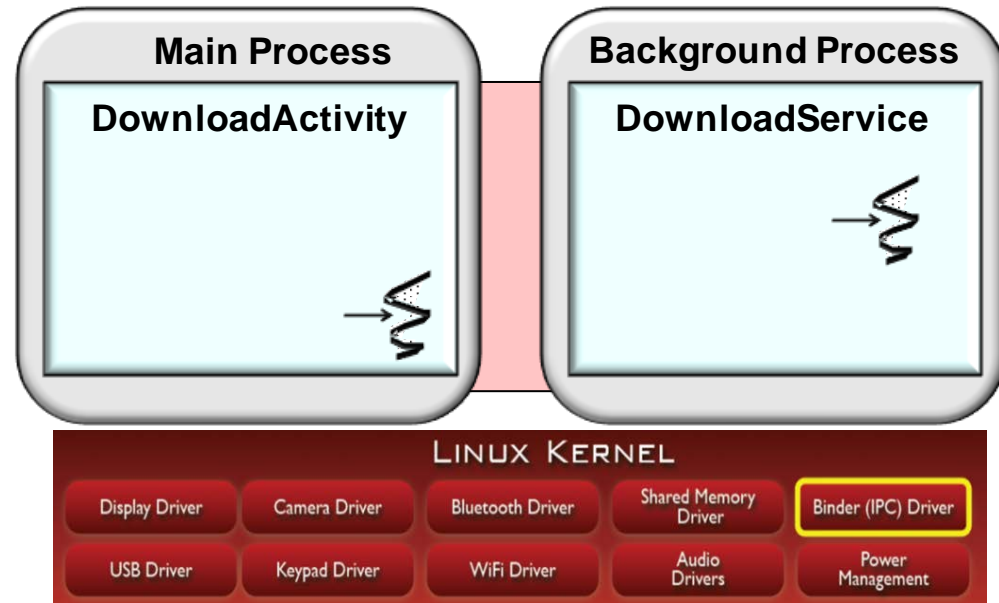 Main Process
DownloadActivity
Background Process
DownloadService
LINUX KERNEL
Display Driver
Camera Driver
Bluetooth Driver
Shared Memory
Driver
Binder (IPC) Driver
USB Driver
Keypad Driver
WiFi Driver
Audio
Drivers
Power
Management